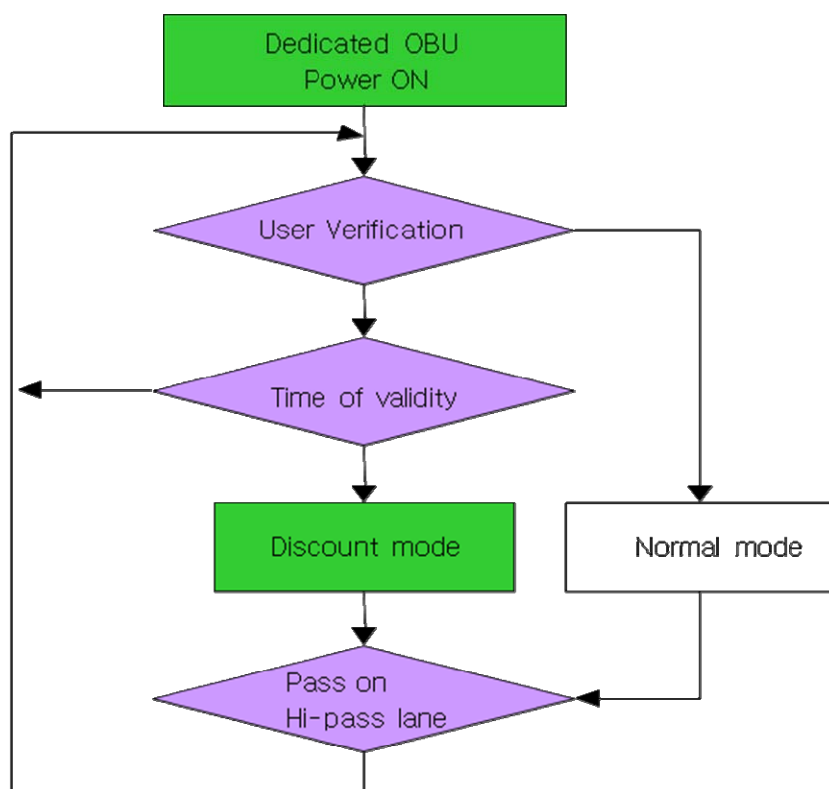 Dedicated OBU
Power ON
User Verification
Time of validity
Discount mode
Normal mode
Pass on
Hi-pass lane